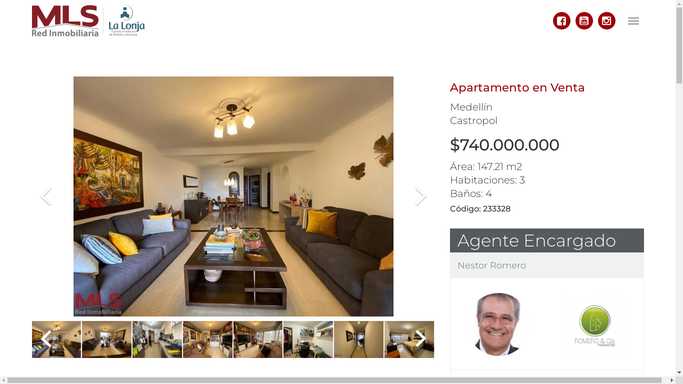 MLS
Red Inmobiliaria
La Lonja
Apartamento en Venta
Medellín
Castropol
$740.000.000
Área: 147.21 m2
Habitaciones: 3
Baños: 4
Código: 233328
MLS
Red Inmobiliaria
Agente Encargado
Nestor Romero
ROMERO & CIA